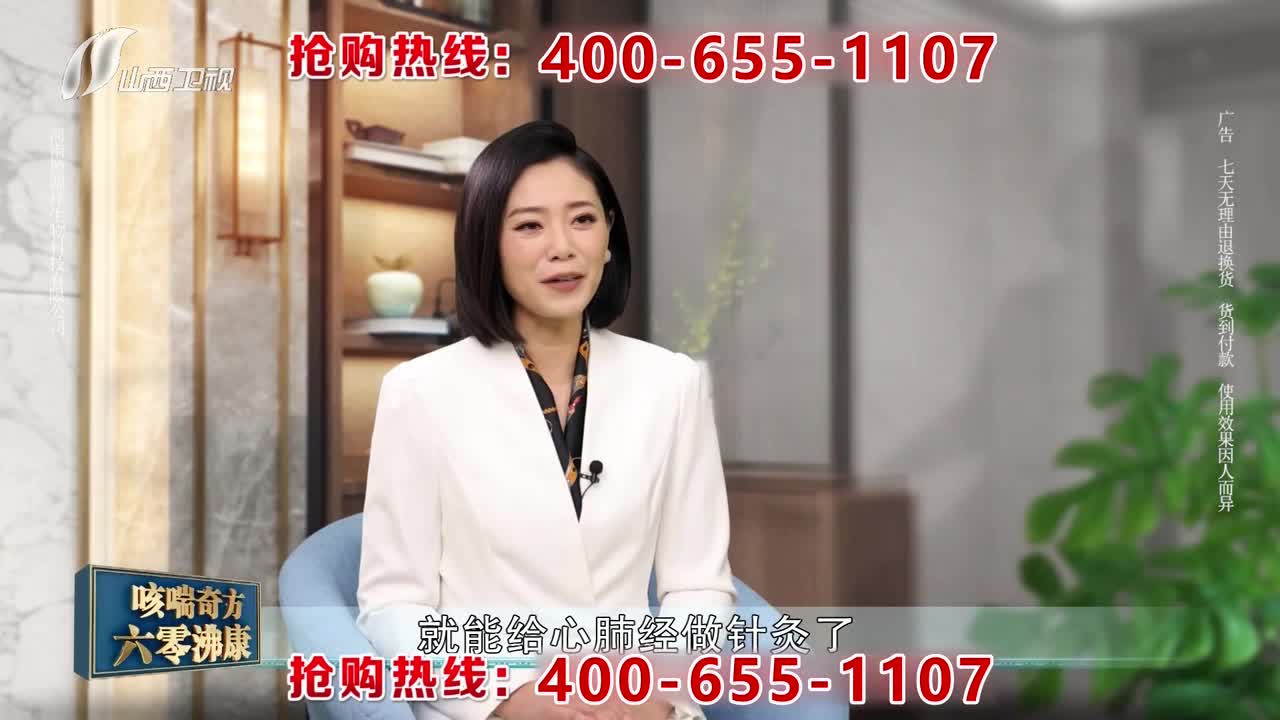 抢购热线：400-655-1107
山西卫视
广告 七天无理由退换货 货到付款 使用效果因人而异
咳喘奇方
六零沸康
就能给心肺经做针灸了
抢购热线：400-655-1107